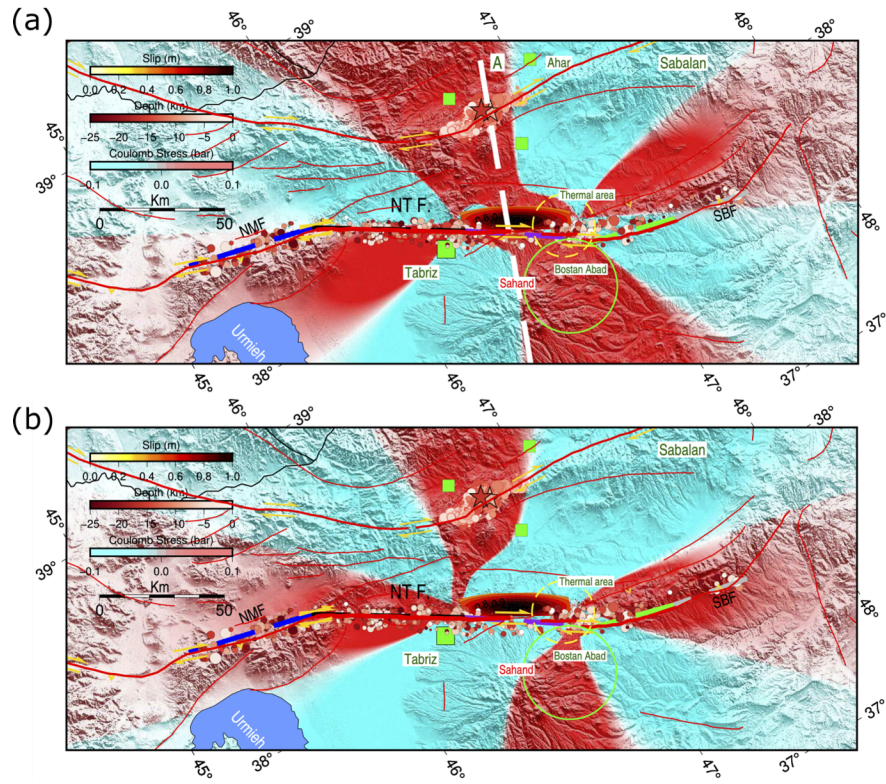 (a)
46°
39°
47°
48°
38°
Slip (m)
0.0 0.2 0.4 0.6 0.8 1.0
Depth (km)
−25 −20 −15 −10 −5 0
Coulomb Stress (bar)
−0.1 0.0 0.1
Km
0 50
45°
39°
A
Ahar
Sabalan
Thermal area
NT F.
NMF
SBF
48°
Tabriz
Sahand
Bostan Abad
Urmieh
37°
45°
38°
46°
47°
37°
(b)
46°
39°
47°
48°
38°
Slip (m)
0.0 0.2 0.4 0.6 0.8 1.0
Depth (km)
−25 −20 −15 −10 −5 0
Coulomb Stress (bar)
−0.1 0.0 0.1
Km
0 50
45°
39°
Sabalan
Thermal area
NT F.
NMF
SBF
48°
Tabriz
Sahand
Bostan Abad
Urmieh
37°
45°
38°
46°
47°
37°